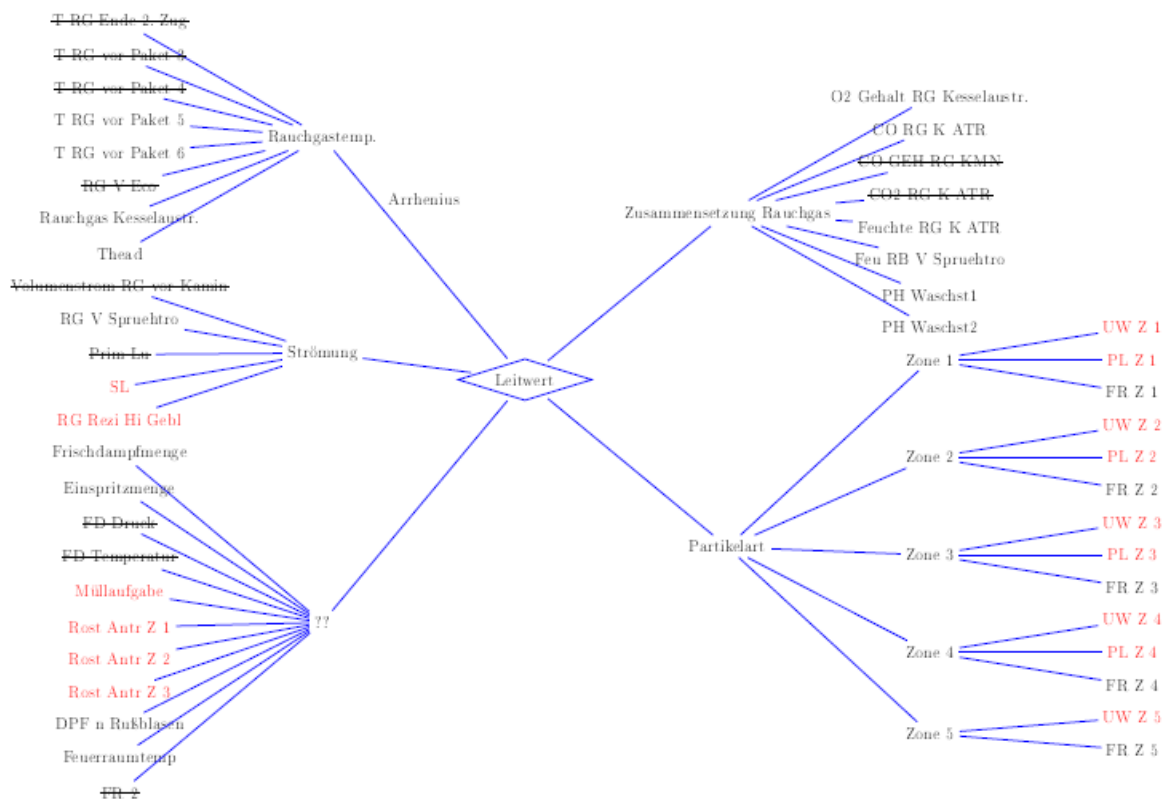 T RG Ende 2. Zug
T RG vor Paket 3
T RG vor Paket 4
T RG vor Paket 5
T RG vor Paket 6
RG V Eco
Rauchgas Kesselaustr.
Thead
Rauchgastemp.
Arrhenius
Volumenstrom RG vor Kamin
RG V Spruehtro
Prim Lu
SL
RG Rezi Hi Gebl
Strömung
Leitwert
Frischdampfmenge
Einspritzmenge
FD Druck
FD Temperatur
Müllaufgabe
Rost Antr Z 1
Rost Antr Z 2
Rost Antr Z 3
DPF n Rußblasen
Feuerraumtemp
FR 2
??
O2 Gehalt RG Kesselaustr.
CO RG K ATR
CO GEH RG KMN
CO2 RG K ATR
Feuchte RG K ATR
Feu RB V Spruehtro
PH Waschst1
PH Waschst2
Zusammensetzung Rauchgas
Partikelart
Zone 1
UW Z 1
PL Z 1
FR Z 1
Zone 2
UW Z 2
PL Z 2
FR Z 2
Zone 3
UW Z 3
PL Z 3
FR Z 3
Zone 4
UW Z 4
PL Z 4
FR Z 4
Zone 5
UW Z 5
FR Z 5